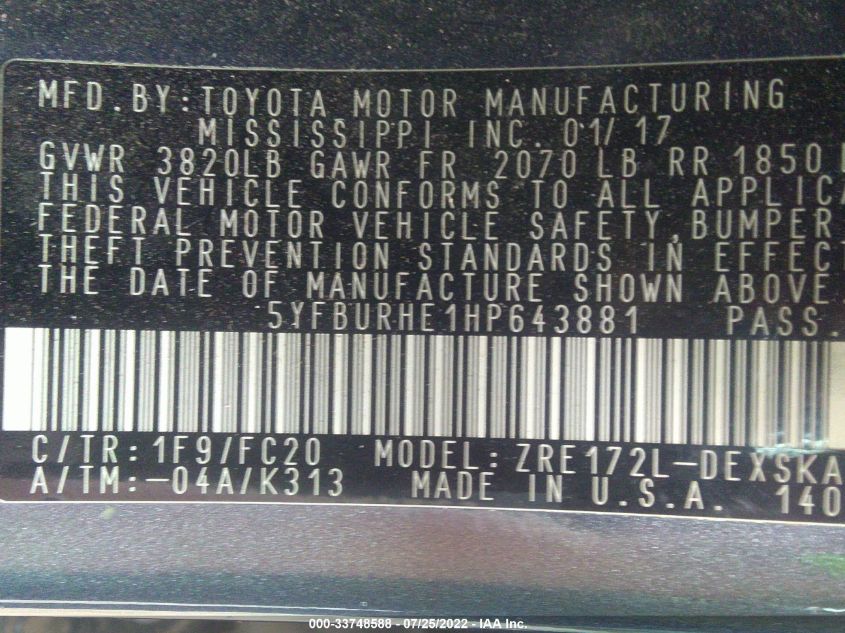 MFD.BY:TOYOTA MOTOR MANUFACTURING
MISSISSIPPI INC. 01/17
GVWR 3820LB GAWR FR 2070LB RR 1850
THIS VEHICLE CONFORMS TO ALL
FEDERAL MOTOR VEHICLE SAFETY,BUMPER
THEFT PREVENTION STANDARDS IN EFFECT
THE DATE OF MANUFACTURE SHOWN ABOVE.
5YFBURHE1HP643881 PASS.
C/TR:1F9/FC20 MODEL:ZRE172L-DEXSKA
A/TM:-04A/K313 MADE IN U.S.A. 140
000-33748588 - 07/25/2022 - IAA Inc.